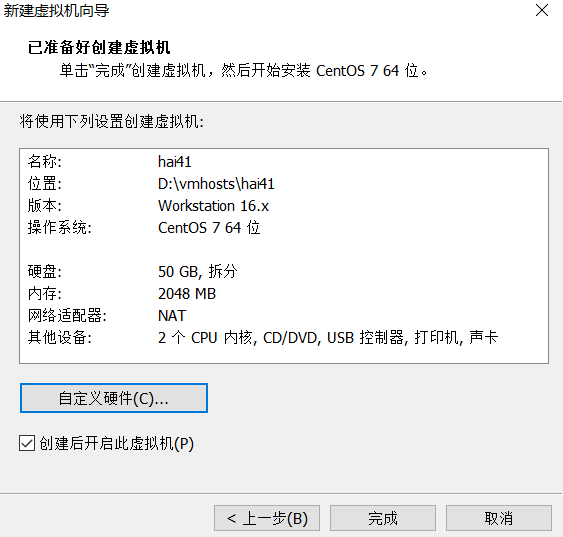 新建虚拟机向导
已准备好创建虚拟机
单击“完成”创建虚拟机，然后开始安装 CentOS 7 64 位。
将使用下列设置创建虚拟机:
名称: hai41
位置: D:\vmhosts\hai41
版本: Workstation 16.x
操作系统: CentOS 7 64 位
硬盘: 50 GB, 拆分
内存: 2048 MB
网络适配器: NAT
其他设备: 2 个 CPU 内核, CD/DVD, USB 控制器, 打印机, 声卡
自定义硬件(C)...
创建后开启此虚拟机(P)
< 上一步(B) 完成 取消